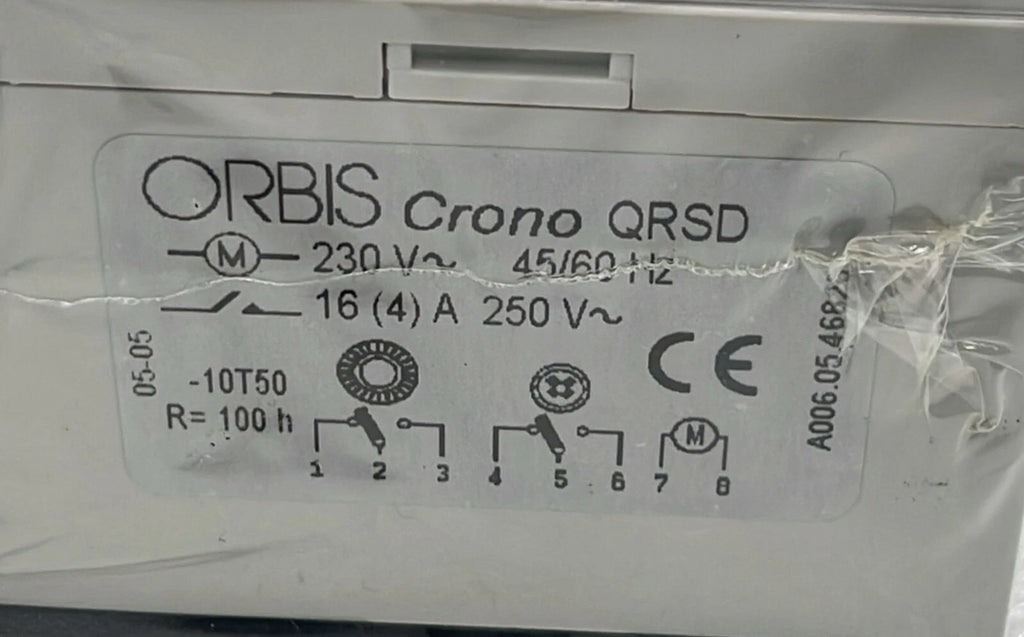 ORBIS Crono QRSD
M 230 V~ 45/60 Hz
16 (4) A 250 V~
05-05
-10T50
R= 100 h
CE
1 2 3 4 5 6 7 M 8